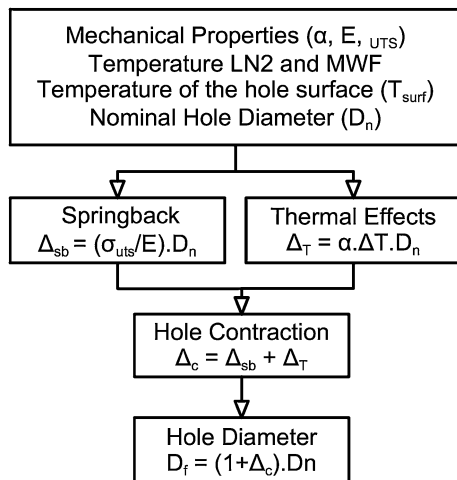 Mechanical Properties (α, E, UTS)
Temperature LN2 and MWF
Temperature of the hole surface (Tsurf)
Nominal Hole Diameter (Dn)
Springback
Δsb = (σuts/E).Dn
Thermal Effects
ΔT = α.ΔT.Dn
Hole Contraction
Δc = Δsb + ΔT
Hole Diameter
Df = (1+Δc).Dn